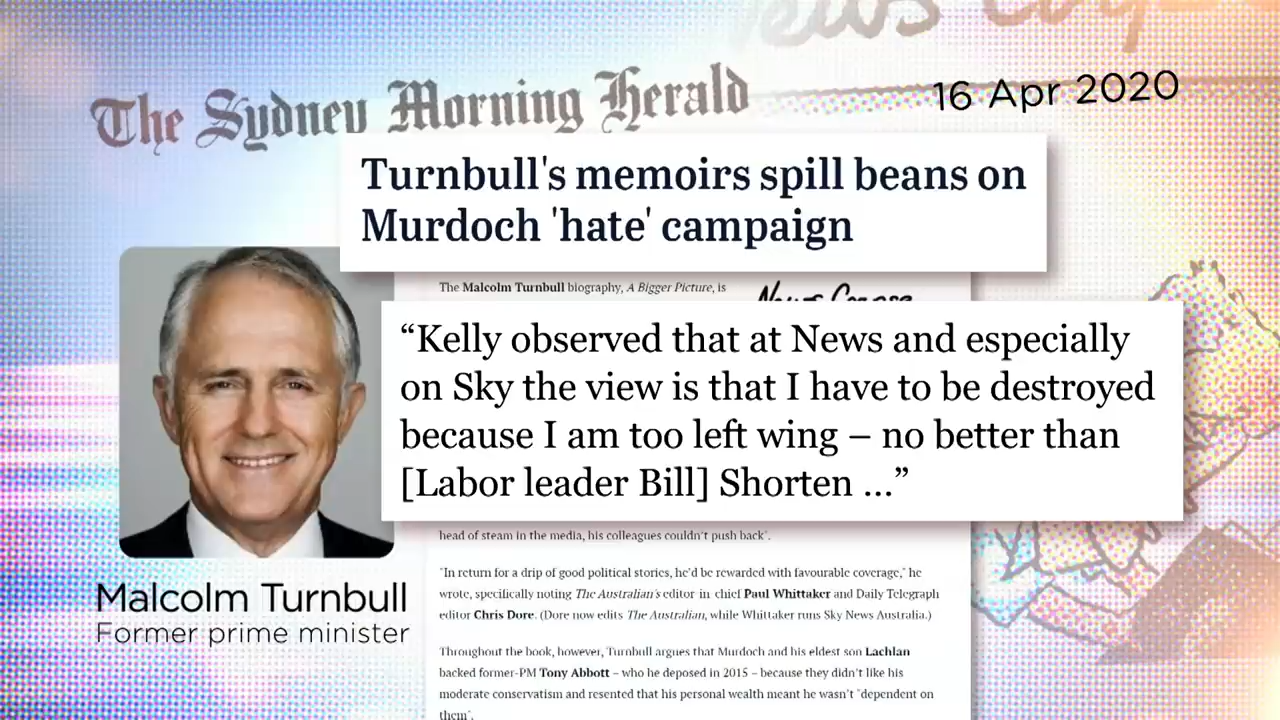 News Corp
The Sydney Morning Herald
16 Apr 2020
Turnbull's memoirs spill beans on
Murdoch 'hate' campaign
The Malcolm Turnbull biography, A Bigger Picture, is
“Kelly observed that at News and especially
on Sky the view is that I have to be destroyed
because I am too left wing – no better than
[Labor leader Bill] Shorten ...”
head of steam in the media, his colleagues couldn't push back".
"In return for a drip of good political stories, he'd be rewarded with favourable coverage," he
wrote, specifically noting The Australian's editor in chief Paul Whittaker and Daily Telegraph
editor Chris Dore. (Dore now edits The Australian, while Whittaker runs Sky News Australia.)
Throughout the book, however, Turnbull argues that Murdoch and his eldest son Lachlan
backed former-PM Tony Abbott – who he deposed in 2015 – because they didn't like his
moderate conservatism and resented that his personal wealth meant he wasn't "dependent on
them".
Malcolm Turnbull
Former prime minister